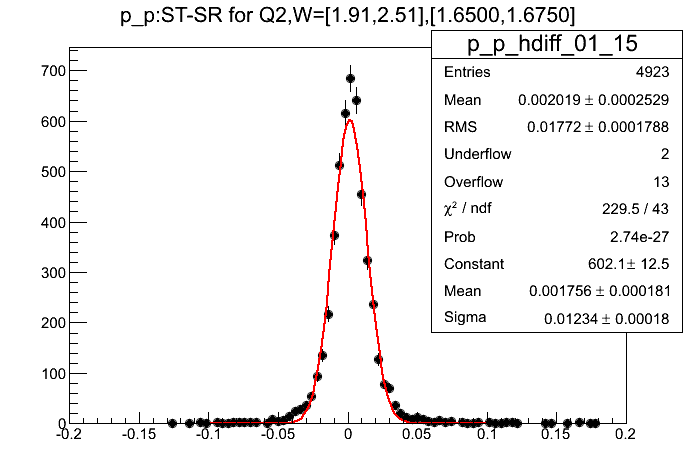 p_p:ST-SR for Q2,W=[1.91,2.51],[1.6500,1.6750]
p_p_hdiff_01_15
Entries 4923
Mean 0.002019 ± 0.0002529
RMS 0.01772 ± 0.0001788
Underflow 2
Overflow 13
χ² / ndf 229.5 / 43
Prob 2.74e-27
Constant 602.1 ± 12.5
Mean 0.001756 ± 0.000181
Sigma 0.01234 ± 0.00018
700
600
500
400
300
200
100
0
-0.2 -0.15 -0.1 -0.05 0 0.05 0.1 0.15 0.2